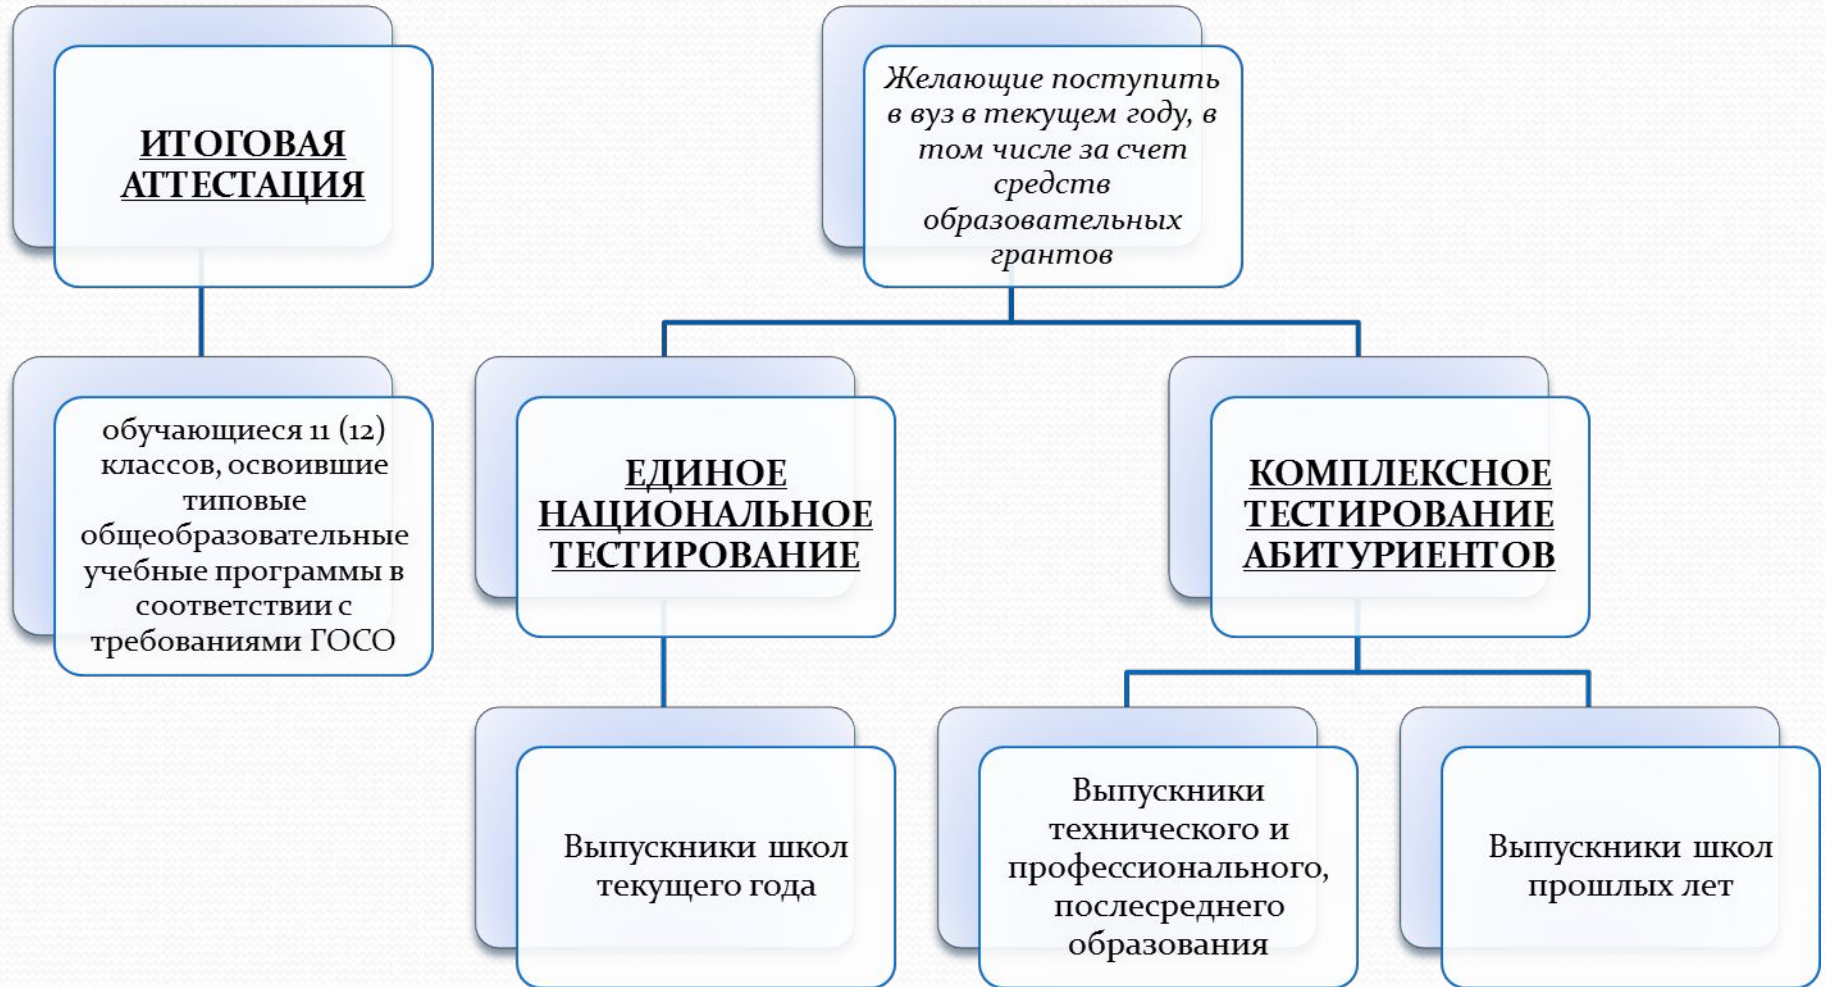 ИТОГОВАЯ
АТТЕСТАЦИЯ
обучающиеся 11 (12)
классов, освоившие
типовые
общеобразовательные
учебные программы в
соответствии с
требованиями ГОСО
Желающие поступить
в вуз в текущем году, в
том числе за счет
средств
образовательных
грантов
ЕДИНОЕ
НАЦИОНАЛЬНОЕ
ТЕСТИРОВАНИЕ
Выпускники школ
текущего года
КОМПЛЕКСНОЕ
ТЕСТИРОВАНИЕ
АБИТУРИЕНТОВ
Выпускники
технического и
профессионального,
послесреднего
образования
Выпускники школ
прошлых лет